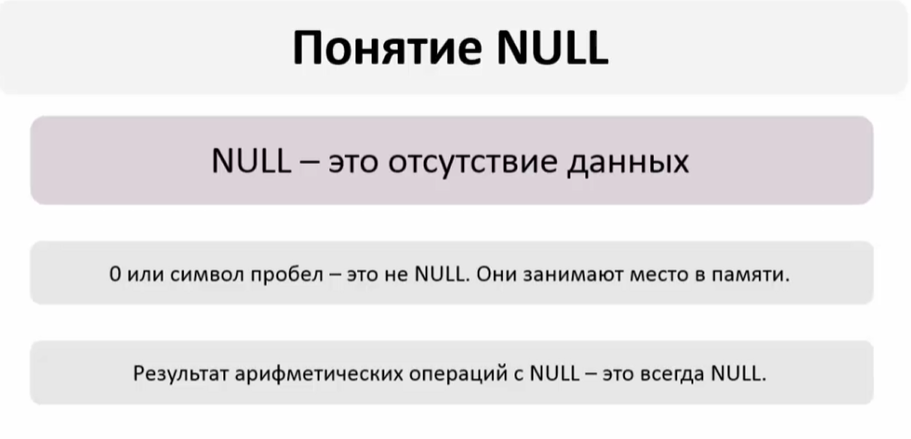 Понятие NULL
NULL – это отсутствие данных
0 или символ пробел – это не NULL. Они занимают место в памяти.
Результат арифметических операций с NULL – это всегда NULL.